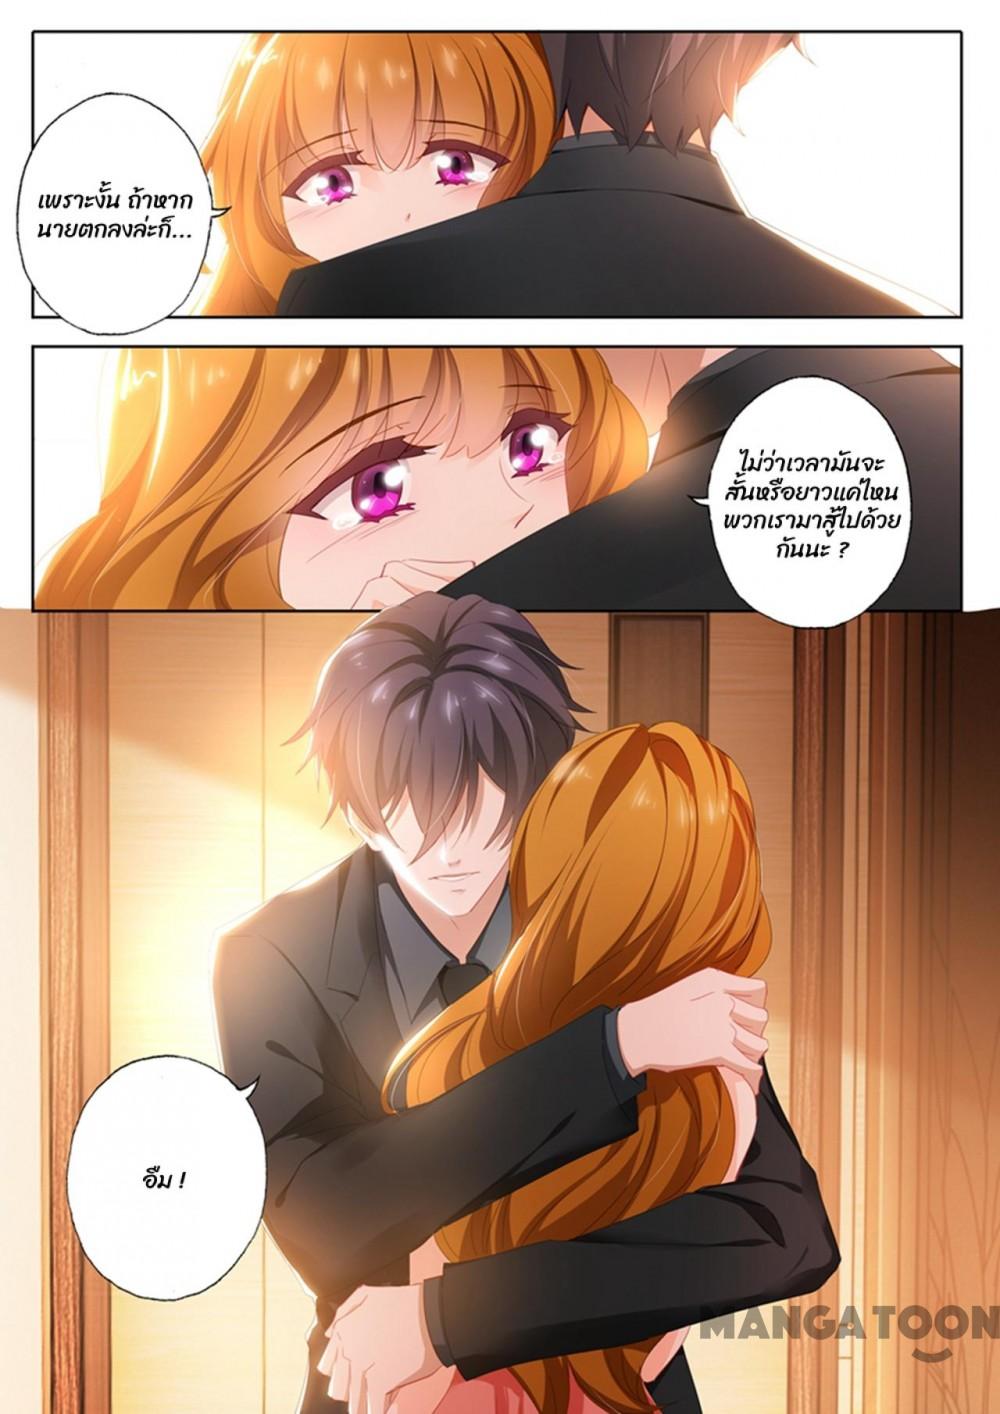 เพราะงั้น ถ้าหาก
นายตกลงล่ะก็...
ไม่ว่าเวลามันจะ
สั้นหรือยาวแค่ไหน
พวกเรามาสู้ไปด้วย
กันนะ ?
อืม !
MANGATOON